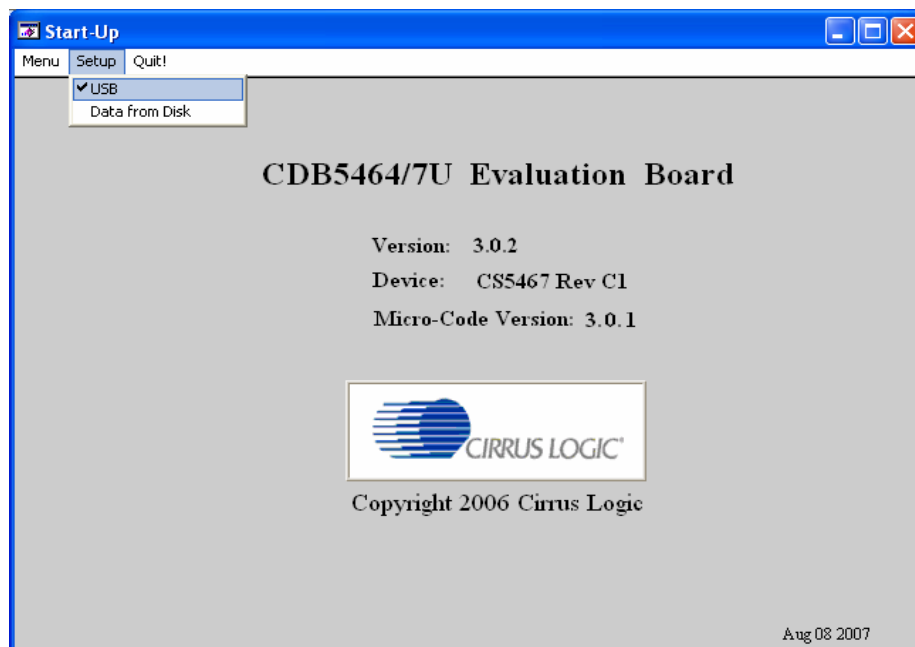 Start-Up
Menu Setup Quit!
✔USB
Data from Disk
CDB5464/7U Evaluation Board
Version: 3.0.2
Device: CS5467 Rev C1
Micro-Code Version: 3.0.1
CIRRUS LOGIC®
Copyright 2006 Cirrus Logic
Aug 08 2007